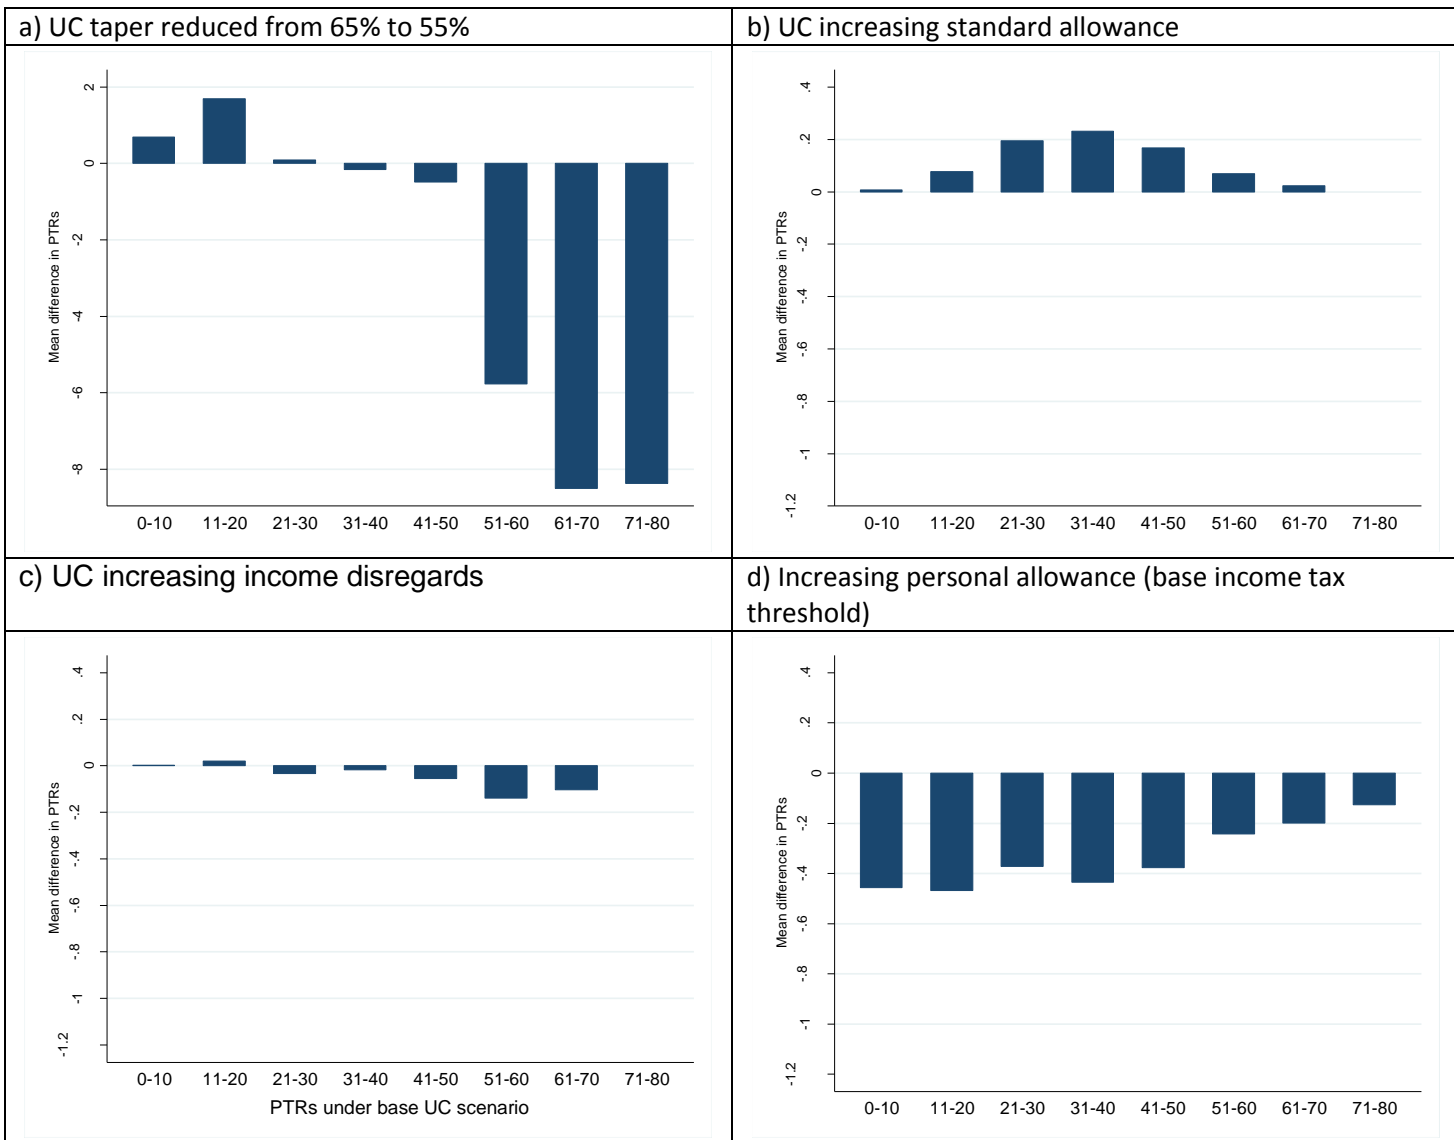 a) UC taper reduced from 65% to 55%
2
0
-2
-4
-6
-8
Mean difference in PTRs
0-10 11-20 21-30 31-40 41-50 51-60 61-70 71-80
b) UC increasing standard allowance
.4
.2
0
-.2
-.4
-.6
-.8
-1
-1.2
Mean difference in PTRs
0-10 11-20 21-30 31-40 41-50 51-60 61-70 71-80
c) UC increasing income disregards
.4
.2
0
-.2
-.4
-.6
-.8
-1
-1.2
Mean difference in PTRs
0-10 11-20 21-30 31-40 41-50 51-60 61-70 71-80
PTRs under base UC scenario
d) Increasing personal allowance (base income tax
threshold)
.4
.2
0
-.2
-.4
-.6
-.8
-1
-1.2
Mean difference in PTRs
0-10 11-20 21-30 31-40 41-50 51-60 61-70 71-80